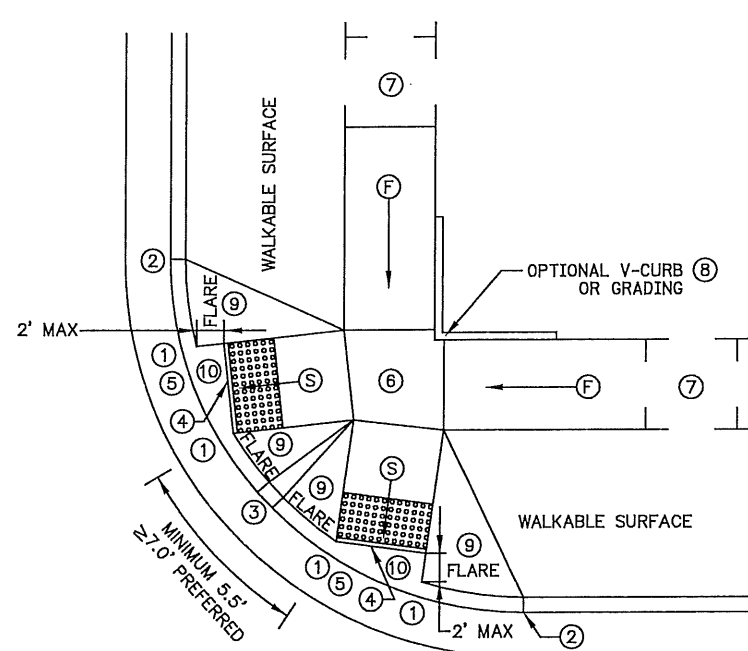 7
WALKABLE SURFACE
F
2
OPTIONAL V-CURB 8
OR GRADING
FLARE
9
2' MAX
1
5
10
S
6
F
7
4
1
9
FLARE
S
9
FLARE
3
WALKABLE SURFACE
9
FLARE
MINIMUM 5.5'
≥7.0' PREFERRED
1
5
10
4
1
2' MAX
2